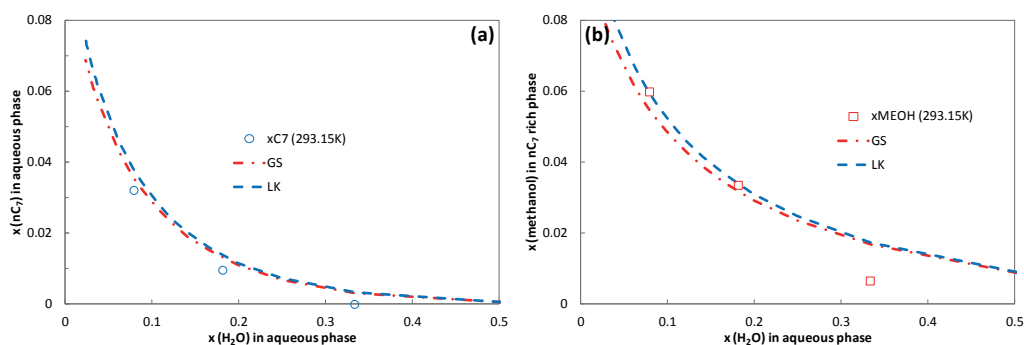 (a)
0.08
0.06
0.04
0.02
0
x (nC₇) in aqueous phase
xC7 (293.15K)
GS
LK
0
0.1
0.2
0.3
0.4
0.5
x (H₂O) in aqueous phase
(b)
0.08
0.06
0.04
0.02
0
x (methanol) in nC₇ rich phase
xMEOH (293.15K)
GS
LK
0
0.1
0.2
0.3
0.4
0.5
x (H₂O) in aqueous phase